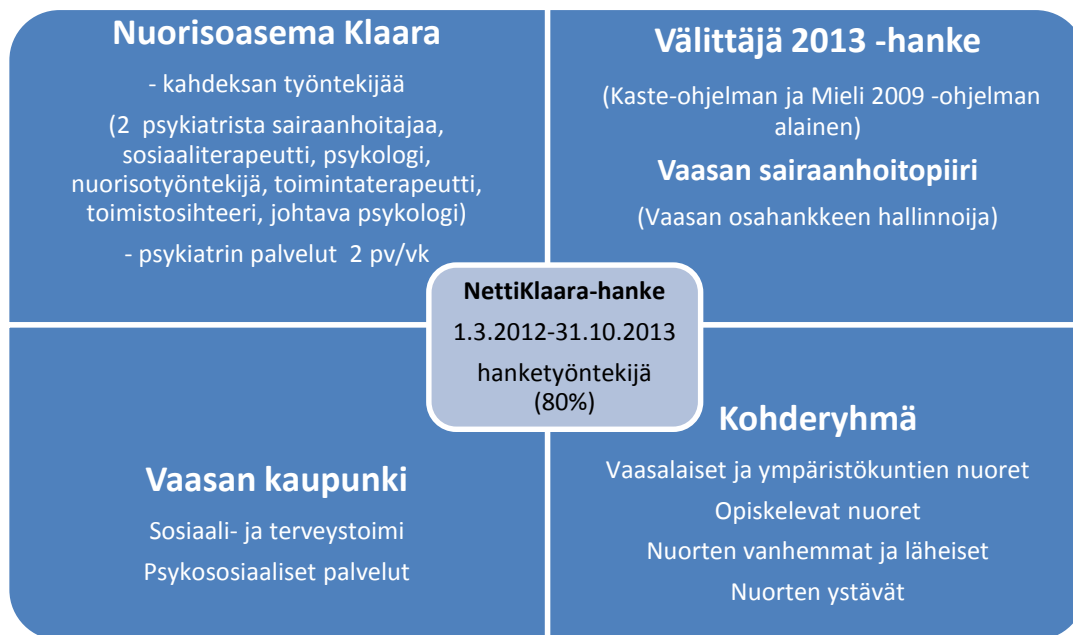 Nuorisoasema Klaara
- kahdeksan työntekijää
(2 psykiatrista sairaanhoitajaa,
sosiaaliterapeutti, psykologi,
nuorisotyöntekijä, toimintaterapeutti,
toimistosihteeri, johtava psykologi)
- psykiatrin palvelut 2 pv/vk
Välittäjä 2013 -hanke
(Kaste-ohjelman ja Mieli 2009 -ohjelman
alainen)
Vaasan sairaanhoitopiiri
(Vaasan osahankkeen hallinnoija)
NettiKlaara-hanke
1.3.2012-31.10.2013
hanketyöntekijä
(80%)
Vaasan kaupunki
Sosiaali- ja terveystoimi
Psykososiaaliset palvelut
Kohderyhmä
Vaasalaiset ja ympäristökuntien nuoret
Opiskelevat nuoret
Nuorten vanhemmat ja läheiset
Nuorten ystävät